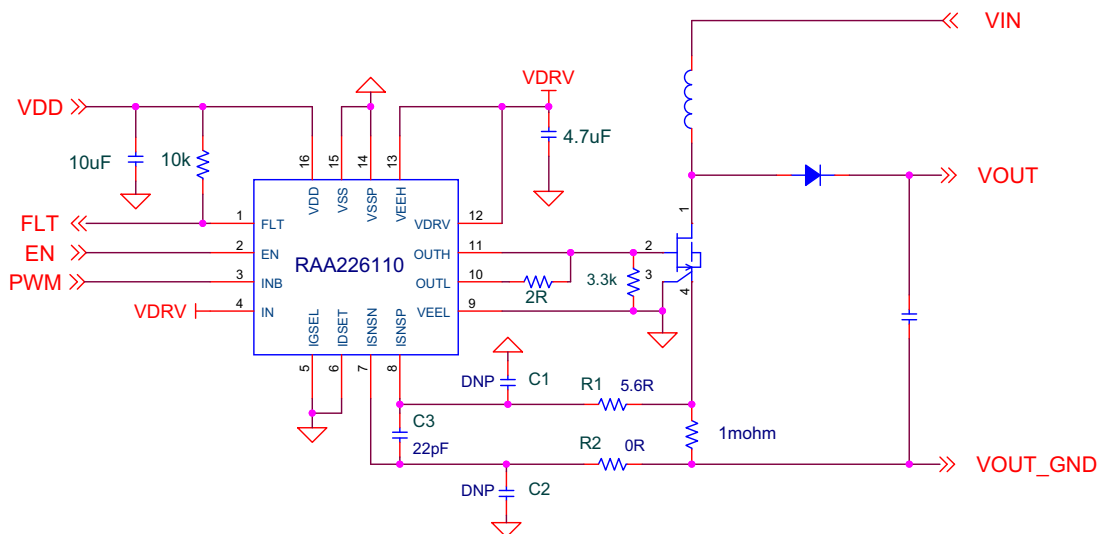 VIN
VDRV
VDD
4.7uF
10uF
10k
16
15
14
13
VDD
VSS
VSSP
VEEH
VOUT
FLT
1
FLT
VDRV
12
1
EN
2
EN
RAA226110
OUTH
11
2
PWM
3
INB
OUTL
10
2R
3.3k
3
VDRV
4
IN
VEEL
9
4
IGSEL
IDSET
ISNSN
ISNSP
5
6
7
8
DNP
C1
R1
5.6R
C3
22pF
R2
0R
1mohm
VOUT_GND
DNP
C2